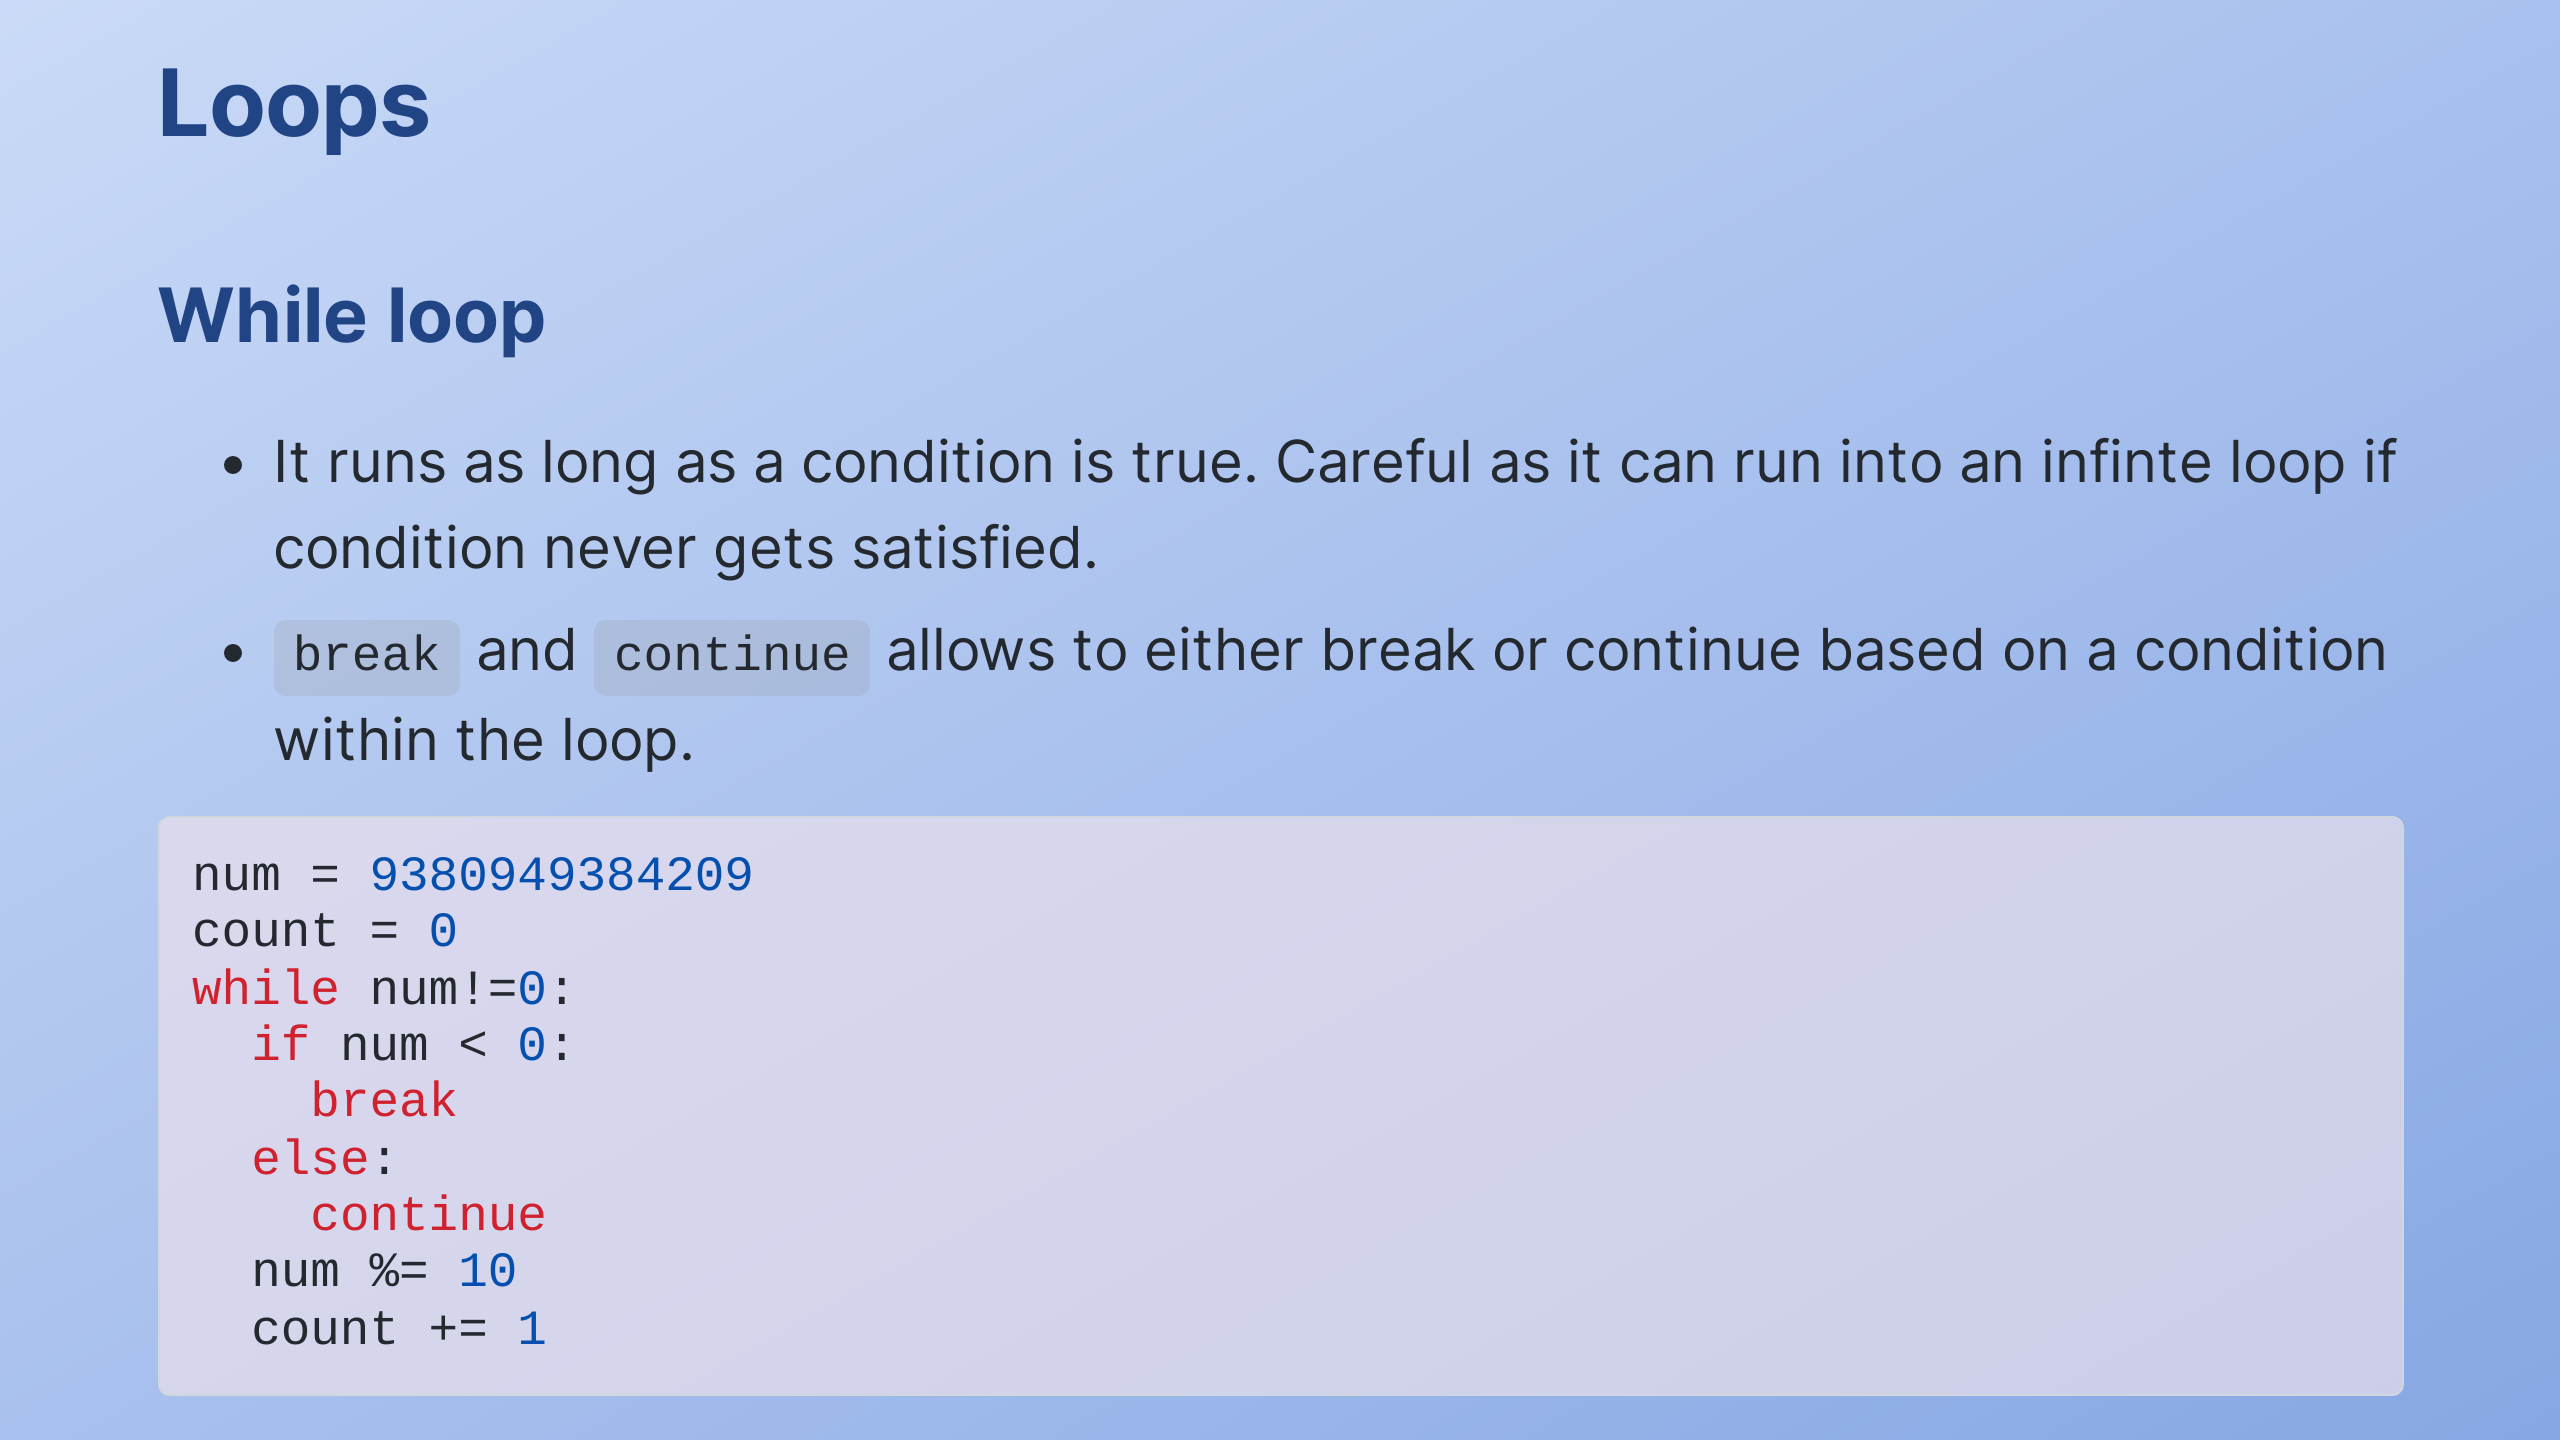 Loops
While loop
• It runs as long as a condition is true. Careful as it can run into an infinte loop if
condition never gets satisfied.
• break and continue allows to either break or continue based on a condition
within the loop.
num = 9380949384209
count = 0
while num!=0:
  if num < 0:
    break
  else:
    continue
  num %= 10
  count += 1